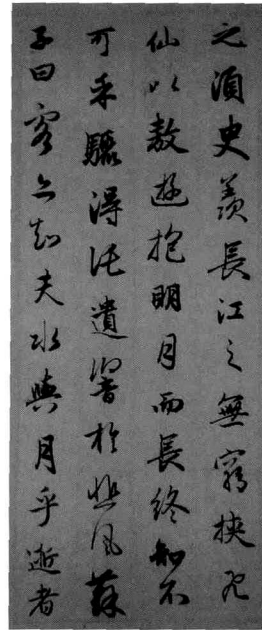 之須臾羨長江之無窮挾飛
仙以敖遊抱明月而長終知不
可乎驟得託遺響於悲風蘇
子曰客亦知夫水與月乎逝者